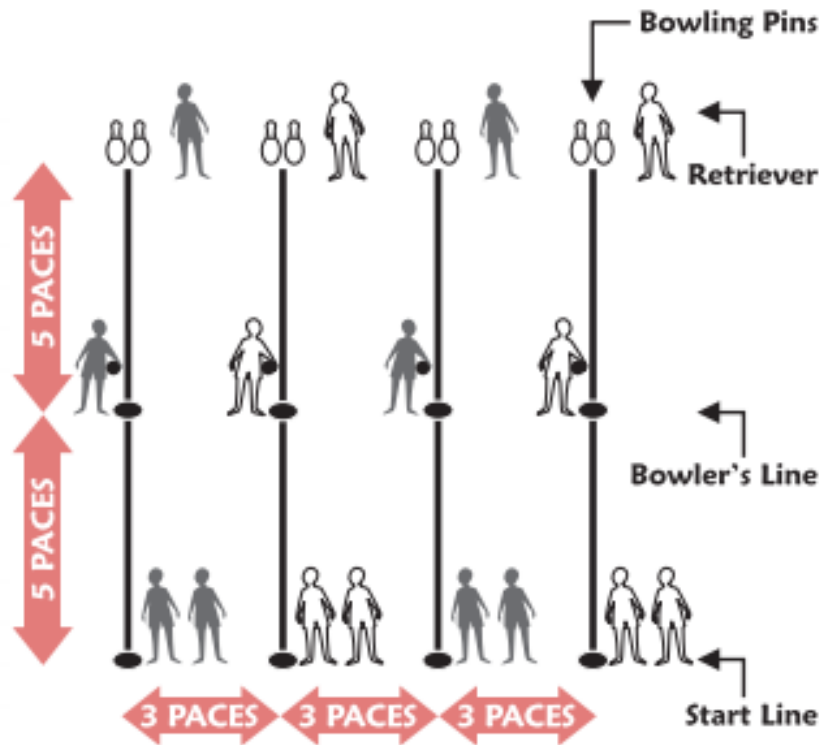 Bowling Pins
Retriever
5 PACES
Bowler's Line
5 PACES
3 PACES 3 PACES 3 PACES
Start Line